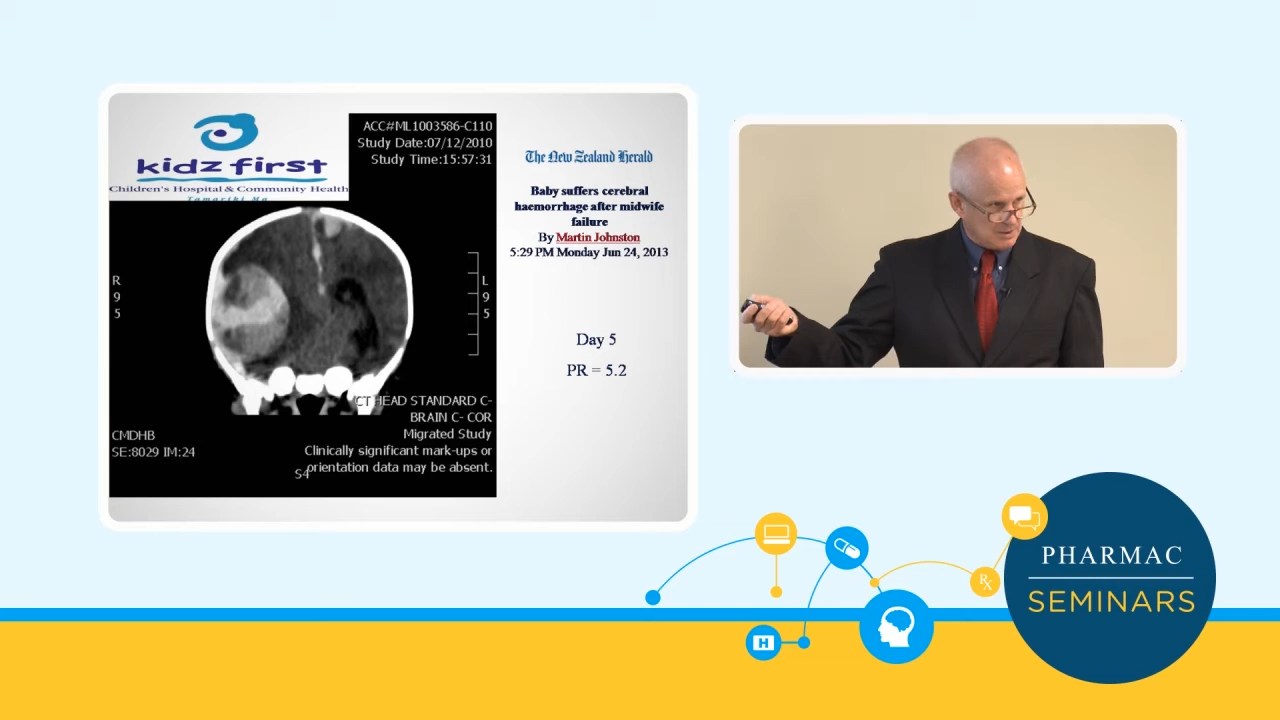 kidz first
Children's Hospital & Community Health
Tamariki Ma
ACC#ML1003586-C110
Study Date:07/12/2010
Study Time:15:57:31
R
9
5
L
9
5
CT HEAD STANDARD C-
BRAIN C- COR
Migrated Study
Clinically significant mark-ups or
orientation data may be absent.
CMDHB
SE:8029 IM:24
S4
The New Zealand Herald
Baby suffers cerebral
haemorrhage after midwife
failure
By Martin Johnston
5:29 PM Monday Jun 24, 2013
Day 5
PR = 5.2
H
Rx
PHARMAC
SEMINARS